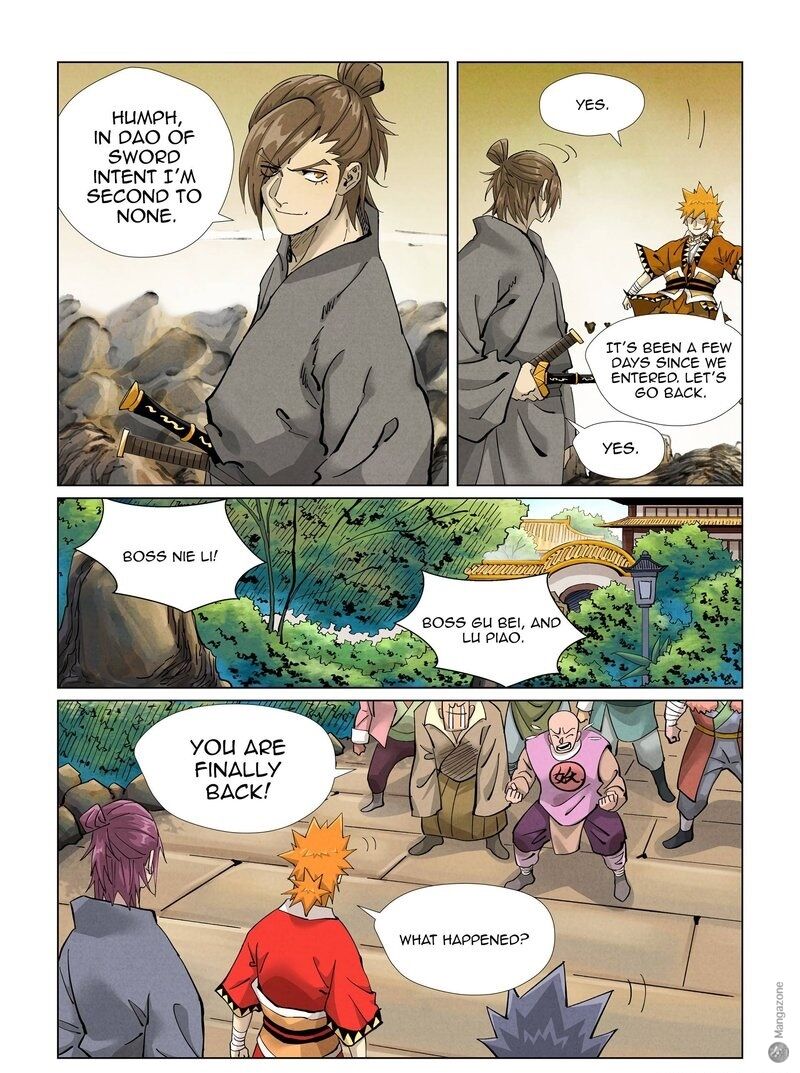 HUMPH,
IN DAO OF
SWORD
INTENT I'M
SECOND TO
NONE.
YES.
IT'S BEEN A FEW
DAYS SINCE WE
ENTERED. LET'S
GO BACK.
YES.
BOSS NIE LI!
BOSS GU BEI, AND
LU PIAO.
YOU ARE
FINALLY
BACK!
妖
WHAT HAPPENED?
Mangazone